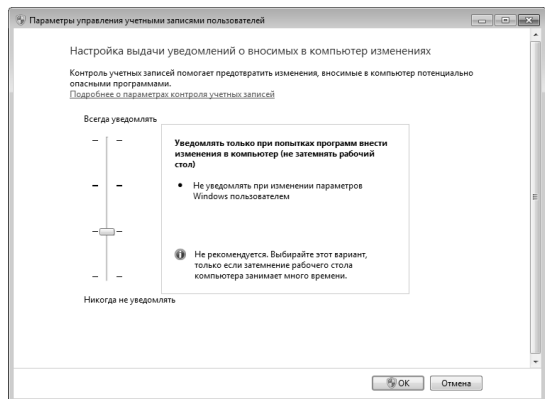 Параметры управления учетными записями пользователей
Настройка выдачи уведомлений о вносимых в компьютер изменениях
Контроль учетных записей помогает предотвратить изменения, вносимые в компьютер потенциально
опасными программами.
Подробнее о параметрах контроля учетных записей
Всегда уведомлять
Уведомлять только при попытках программ внести
изменения в компьютер (не затемнять рабочий
стол)
• Не уведомлять при изменении параметров
Windows пользователем
Не рекомендуется. Выбирайте этот вариант,
только если затемнение рабочего стола
компьютера занимает много времени.
Никогда не уведомлять
ОК
Отмена